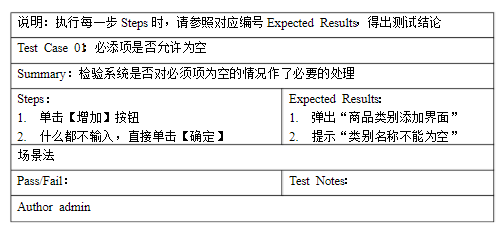 说明：执行每一步 Steps 时，请参照对应编号 Expected Results，得出测试结论
Test Case 03：必添项是否允许为空
Summary：检验系统是否对必须项为空的情况作了必要的处理
Steps:
1. 单击【增加】按钮
2. 什么都不输入，直接单击【确定】
Expected Results:
1. 弹出“商品类别添加界面”
2. 提示“类别名称不能为空”
场景法
Pass/Fail：
Test Notes:
Author admin